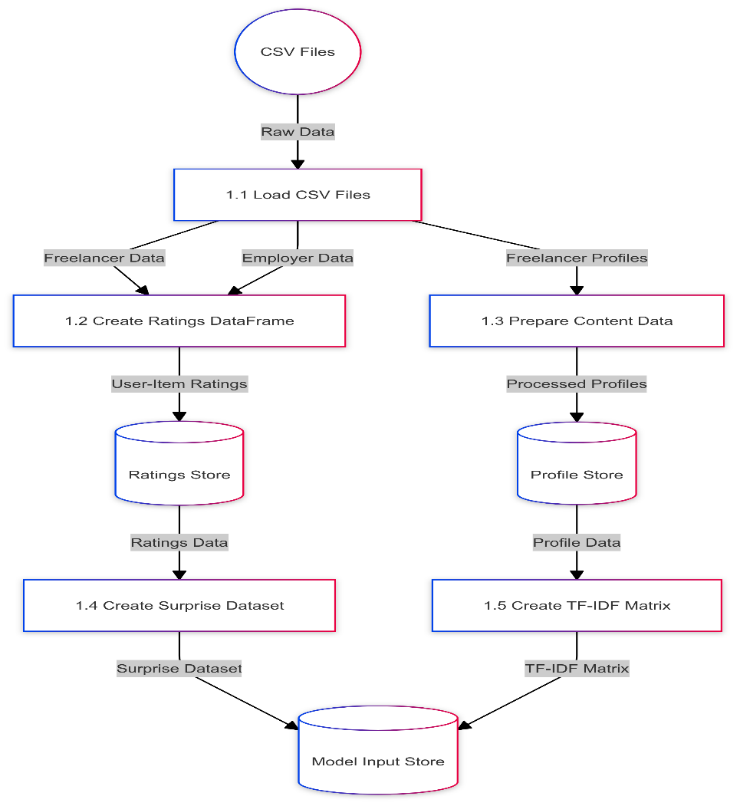 CSV Files
Raw Data
1.1 Load CSV Files
Freelancer Data
Employer Data
Freelancer Profiles
1.2 Create Ratings DataFrame
1.3 Prepare Content Data
User-Item Ratings
Processed Profiles
Ratings Store
Profile Store
Ratings Data
Profile Data
1.4 Create Surprise Dataset
1.5 Create TF-IDF Matrix
Surprise Dataset
TF-IDF Matrix
Model Input Store